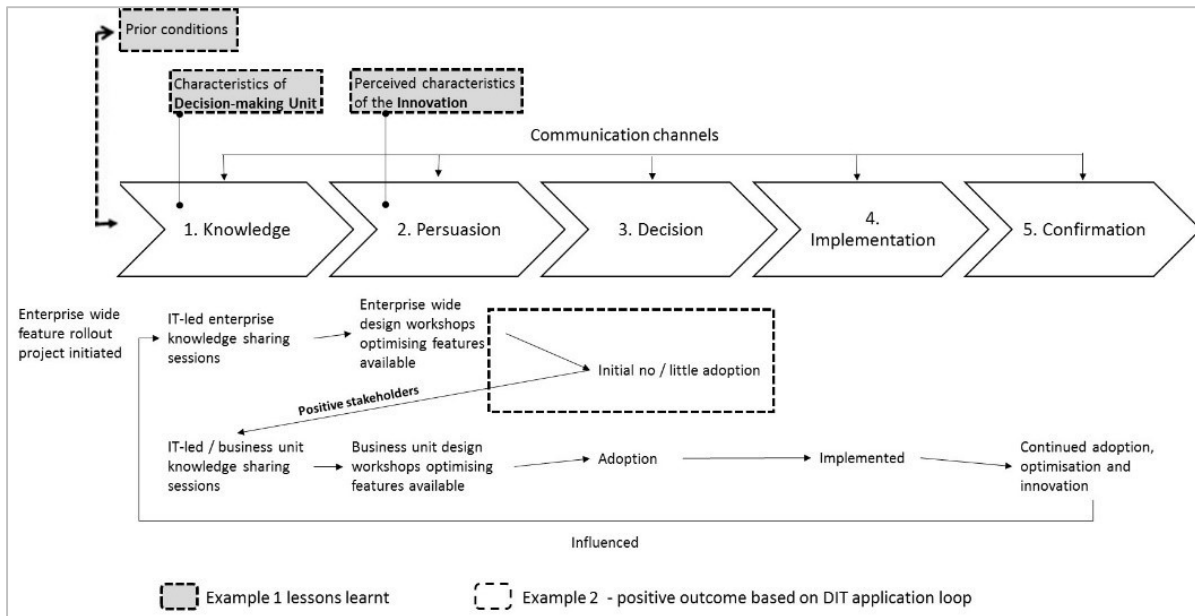 Prior conditions
Characteristics of
Decision-making Unit
Perceived characteristics
of the Innovation
Communication channels
1. Knowledge
2. Persuasion
3. Decision
4.
Implementation
5. Confirmation
Enterprise wide
feature rollout
project initiated
IT-led enterprise
knowledge sharing
sessions
Enterprise wide
design workshops
optimising features
available
Initial no / little adoption
Positive stakeholders
IT-led / business unit
knowledge sharing
sessions
Business unit design
workshops optimising
features available
Adoption
Implemented
Continued adoption,
optimisation and
innovation
Influenced
Example 1 lessons learnt
Example 2 - positive outcome based on DIT application loop